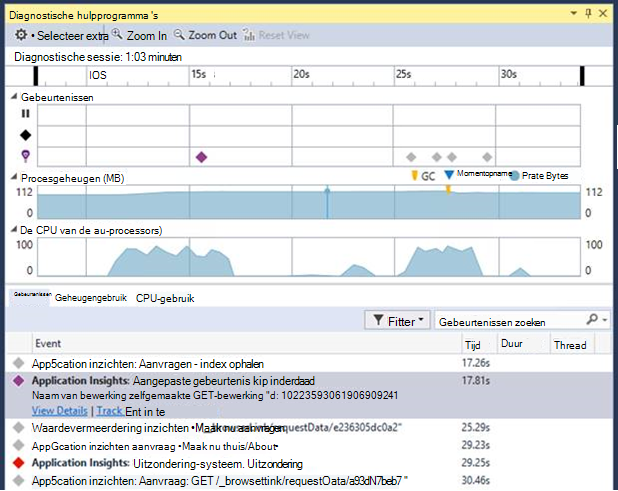 Diagnostische hulpprogramma 's
Selecteer extra Zoom In Zoom Out Reset View
Diagnostische sessie: 1:03 minuten
IOS 15s 20s 25s 30s
Gebeurtenissen
Procesgeheugen (MB) GC Momentopname Prate Bytes
112 112
0 0
De CPU van de au-processors)
100 100
0 0
Gebeurtenissen Geheugengebruik CPU-gebruik
Fitter Gebeurtenissen zoeken
Event Tijd Duur Thread
App5cation inzichten: Aanvragen - index ophalen 17.26s
Application Insights: Aangepaste gebeurtenis kip inderdaad 17.81s
Naam van bewerking zelfgemaakte GET-bewerking "d: 10223593061906909241
View Details | Track Ent in te
Waardevermeerdering inzichten 25.29s
AppGcation inzichten aanvraag •Maak nu thuis/About• 29.23s
Application Insights: Uitzondering-systeem. Uitzondering 29.25s
App5cation inzichten: Aanvraag: GET /_browsettink/requestOata/a93dN7beb7 " 30.46s